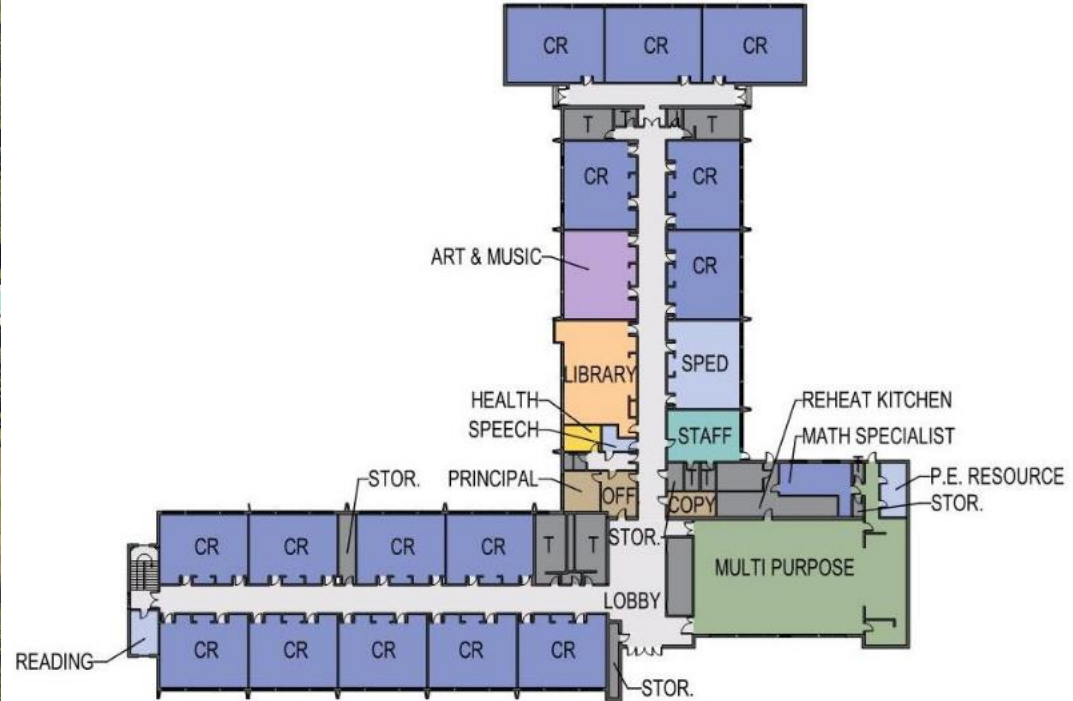 CR
CR
CR
T
T
T
CR
CR
ART & MUSIC
CR
LIBRARY
SPED
HEALTH
SPEECH
STAFF
REHEAT KITCHEN
MATH SPECIALIST
STOR.
PRINCIPAL
OFF
T
T
T
COPY
P.E. RESOURCE
STOR.
STOR.
CR
CR
CR
CR
T
T
MULTI PURPOSE
LOBBY
CR
CR
CR
CR
CR
READING
STOR.